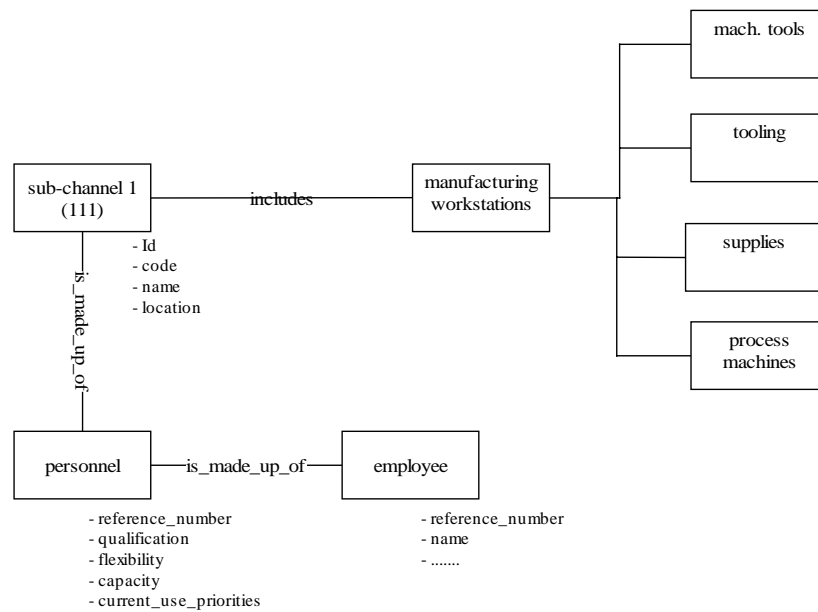 mach. tools
tooling
sub-channel 1
(111)
includes
manufacturing
workstations
supplies
process
machines
- Id
- code
- name
- location
is_made_up_of
personnel
is_made_up_of
employee
- reference_number
- qualification
- flexibility
- capacity
- current_use_priorities
- reference_number
- name
- .......